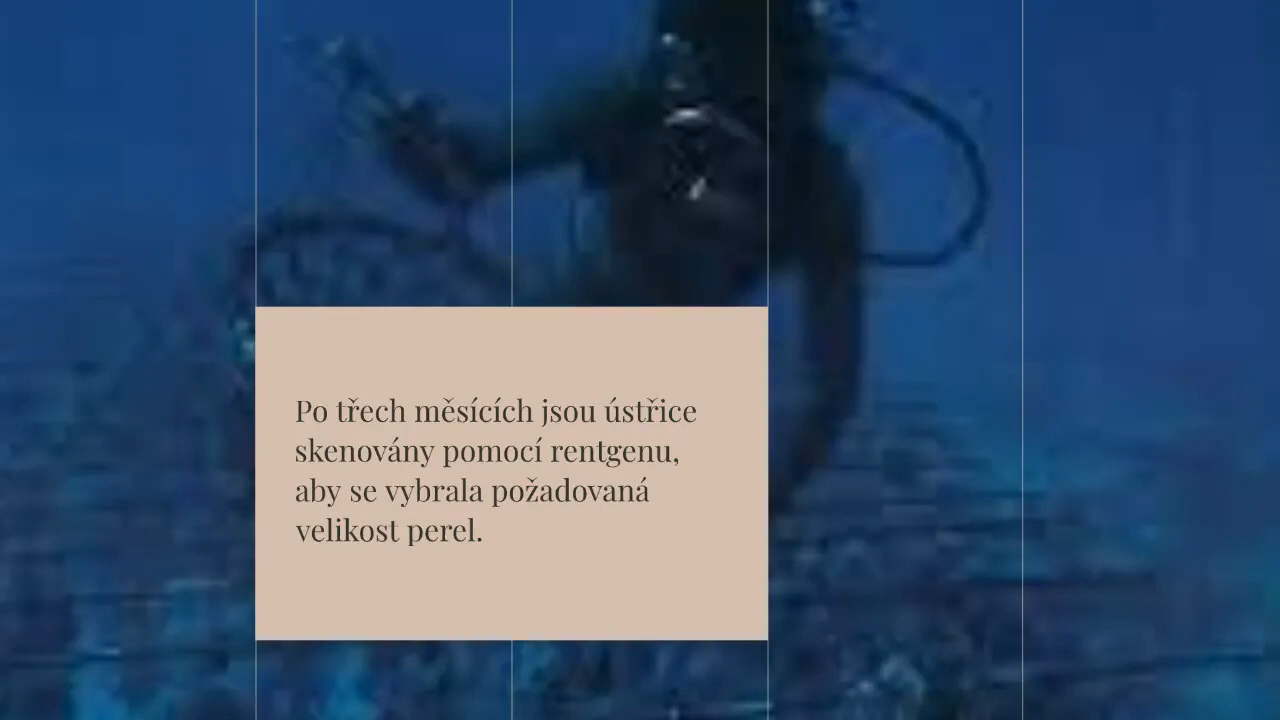 Po třech měsících jsou ústřice
skenovány pomocí rentgenu,
aby se vybrala požadovaná
velikost perel.